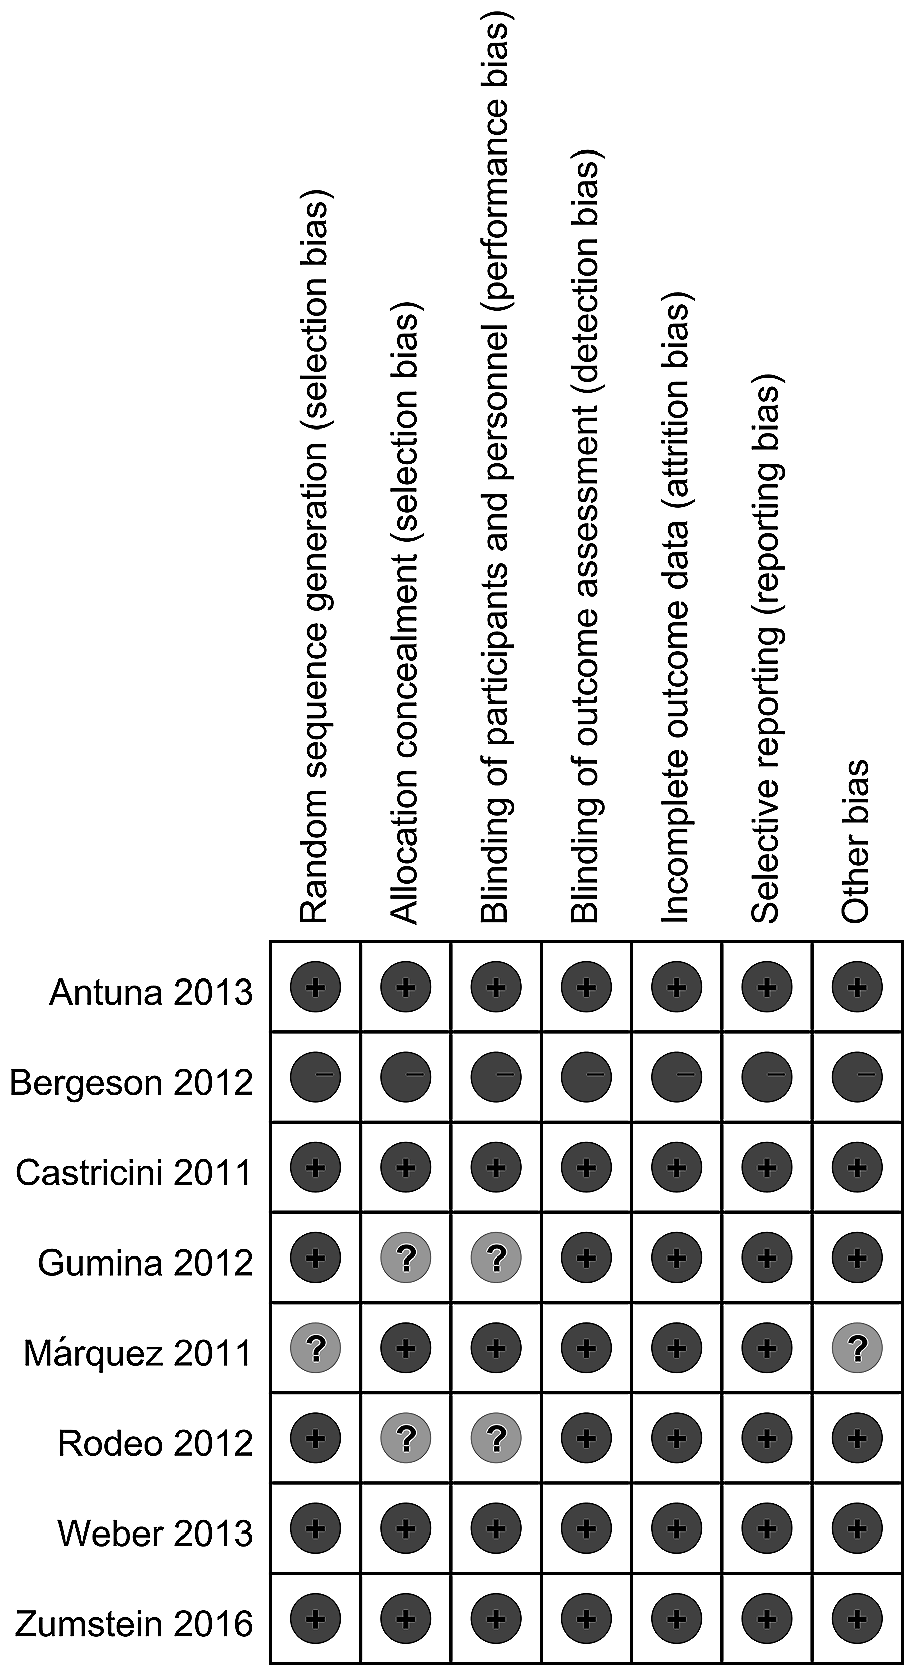 Random sequence generation (selection bias)
Allocation concealment (selection bias)
Blinding of participants and personnel (performance bias)
Blinding of outcome assessment (detection bias)
Incomplete outcome data (attrition bias)
Selective reporting (reporting bias)
Other bias
Antuna 2013 + + + + + + +
Bergeson 2012 – – – – – – –
Castricini 2011 + + + + + + +
Gumina 2012 + ? ? + + + +
Márquez 2011 ? + + + + + ?
Rodeo 2012 + ? ? + + + +
Weber 2013 + + + + + + +
Zumstein 2016 + + + + + + +